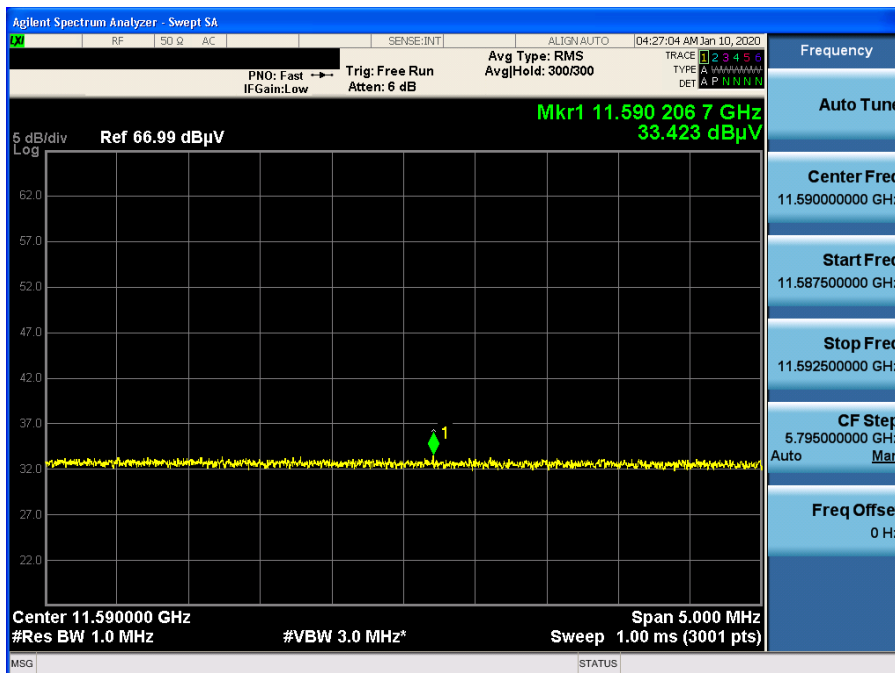 Agilent Spectrum Analyzer - Swept SA
LXI
RF
50 Ω AC
SENSE:INT
ALIGN AUTO
04:27:04 AM Jan 10, 2020
Frequency
PNO: Fast
IFGain:Low
Trig: Free Run
Atten: 6 dB
Avg Type: RMS
Avg|Hold: 300/300
TRACE 1 2 3 4 5 6
TYPE A WWWWW
DET A P N N N N
Mkr1 11.590 206 7 GHz
33.423 dBµV
5 dB/div
Log
Ref 66.99 dBµV
62.0
57.0
52.0
47.0
42.0
37.0
32.0
27.0
22.0
1
Center 11.590000 GHz
Span 5.000 MHz
#Res BW 1.0 MHz
#VBW 3.0 MHz*
Sweep 1.00 ms (3001 pts)
MSG
STATUS
Auto Tune
Center Freq
11.590000000 GHz
Start Freq
11.587500000 GHz
Stop Freq
11.592500000 GHz
CF Step
5.795000000 GHz
Auto Man
Freq Offse
0 Hz